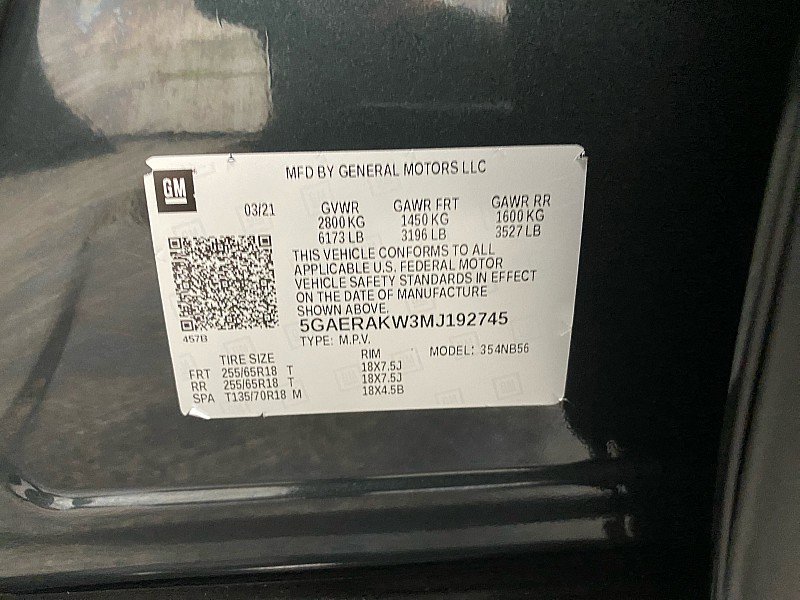 MFD BY GENERAL MOTORS LLC
GM
03/21 GVWR GAWR FRT GAWR RR
2800 KG 1450 KG 1600 KG
6173 LB 3196 LB 3527 LB
THIS VEHICLE CONFORMS TO ALL
APPLICABLE U.S. FEDERAL MOTOR
VEHICLE SAFETY STANDARDS IN EFFECT
ON THE DATE OF MANUFACTURE
SHOWN ABOVE.
5GAERAKW3MJ192745
457B
TYPE: M.P.V.
MODEL: 354NB56
TIRE SIZE RIM
FRT 255/65R18 T 18X7.5J
RR 255/65R18 T 18X7.5J
SPA T135/70R18 M 18X4.5B